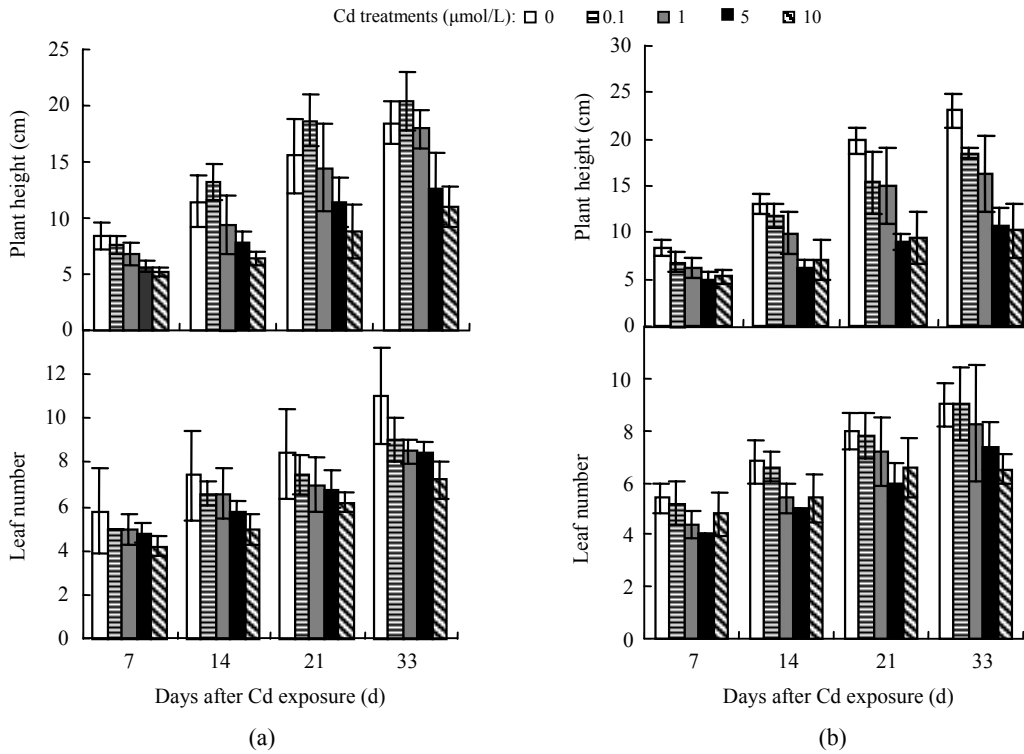 Cd treatments (μmol/L): 0 0.1 1 5 10
Plant height (cm)
25
20
15
10
5
0
Leaf number
12
10
8
6
4
2
0
7 14 21 33
Days after Cd exposure (d)
(a)
Plant height (cm)
30
25
20
15
10
5
0
Leaf number
10
8
6
4
2
0
7 14 21 33
Days after Cd exposure (d)
(b)